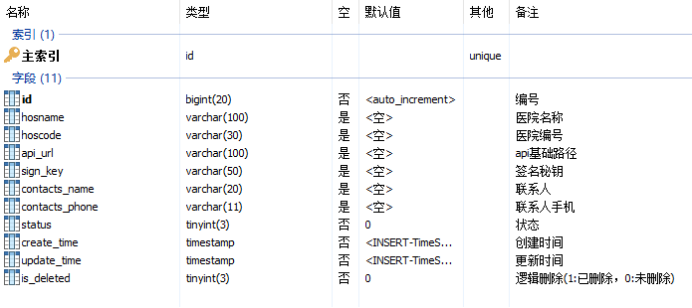 名称 类型 空 默认值 其他 备注
索引 (1)
主索引 id unique
字段 (11)
id bigint(20) 否 <auto_increment> 编号
hosname varchar(100) 是 <空> 医院名称
hoscode varchar(30) 是 <空> 医院编号
api_url varchar(100) 是 <空> api基础路径
sign_key varchar(50) 是 <空> 签名秘钥
contacts_name varchar(20) 是 <空> 联系人
contacts_phone varchar(11) 是 <空> 联系人手机
status tinyint(3) 否 0 状态
create_time timestamp 否 <INSERT-TimeS... 创建时间
update_time timestamp 否 <INSERT-TimeS... 更新时间
is_deleted tinyint(3) 否 0 逻辑删除(1:已删除，0:未删除)